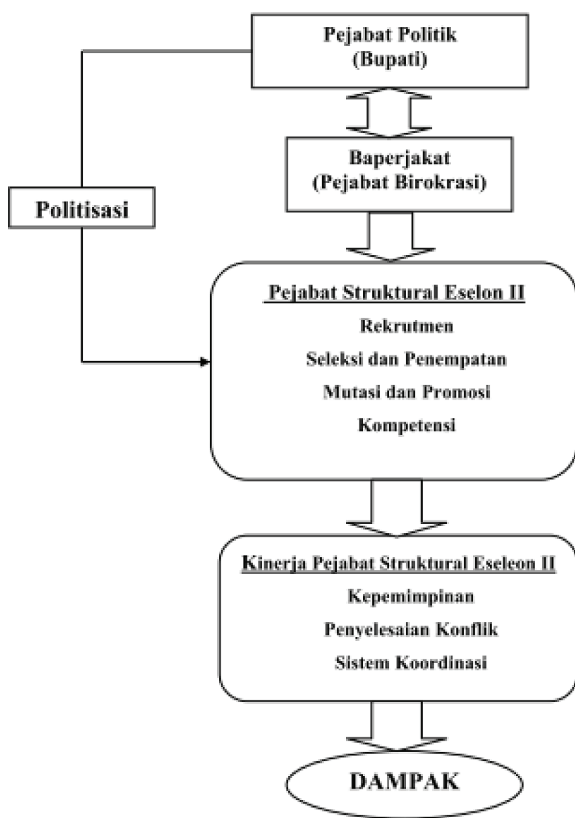 Pejabat Politik
(Bupati)
Baperjakat
(Pejabat Birokrasi)
Politisasi
Pejabat Struktural Eselon II
Rekrutmen
Seleksi dan Penempatan
Mutasi dan Promosi
Kompetensi
Kinerja Pejabat Struktural Eseleon II
Kepemimpinan
Penyelesaian Konflik
Sistem Koordinasi
DAMPAK